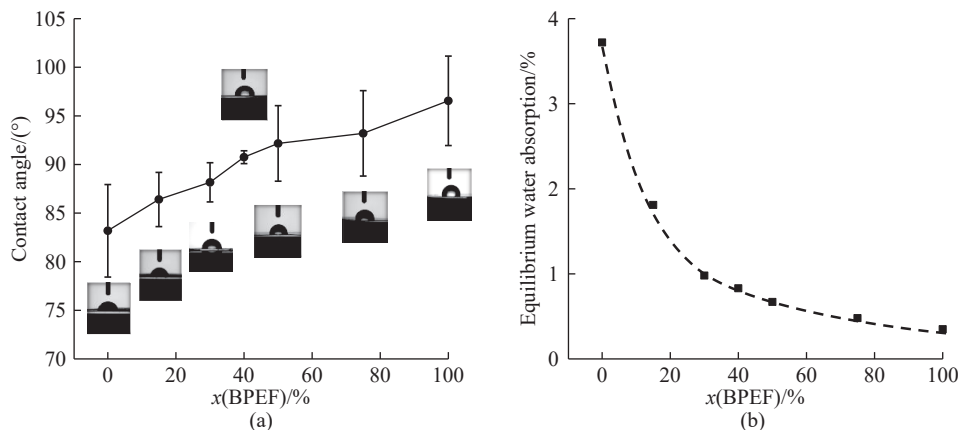 105
100
95
90
85
80
75
70
Contact angle/(°)
0 20 40 60 80 100
x(BPEF)/%
(a)
4
3
2
1
0
Equilibrium water absorption/%
0 20 40 60 80 100
x(BPEF)/%
(b)